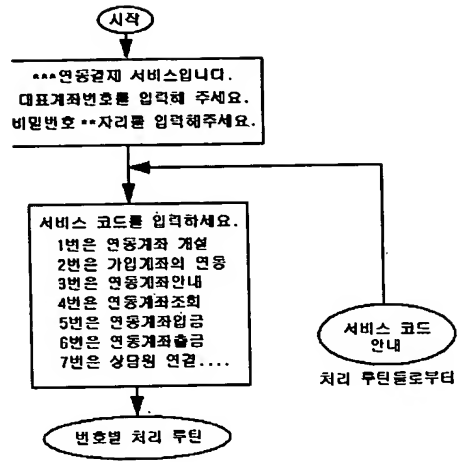 시작
***연동결제 서비스입니다.
대표계좌번호를 입력해 주세요.
비밀번호 **자리를 입력해주세요.
서비스 코드를 입력하세요.
1번은 연동계좌 개설
2번은 가입계좌의 연동
3번은 연동계좌안내
4번은 연동계좌조회
5번은 연동계좌입금
6번은 연동계좌출금
7번은 상담원 연결....
서비스 코드
안내
처리 루틴들로부터
번호별 처리 루틴